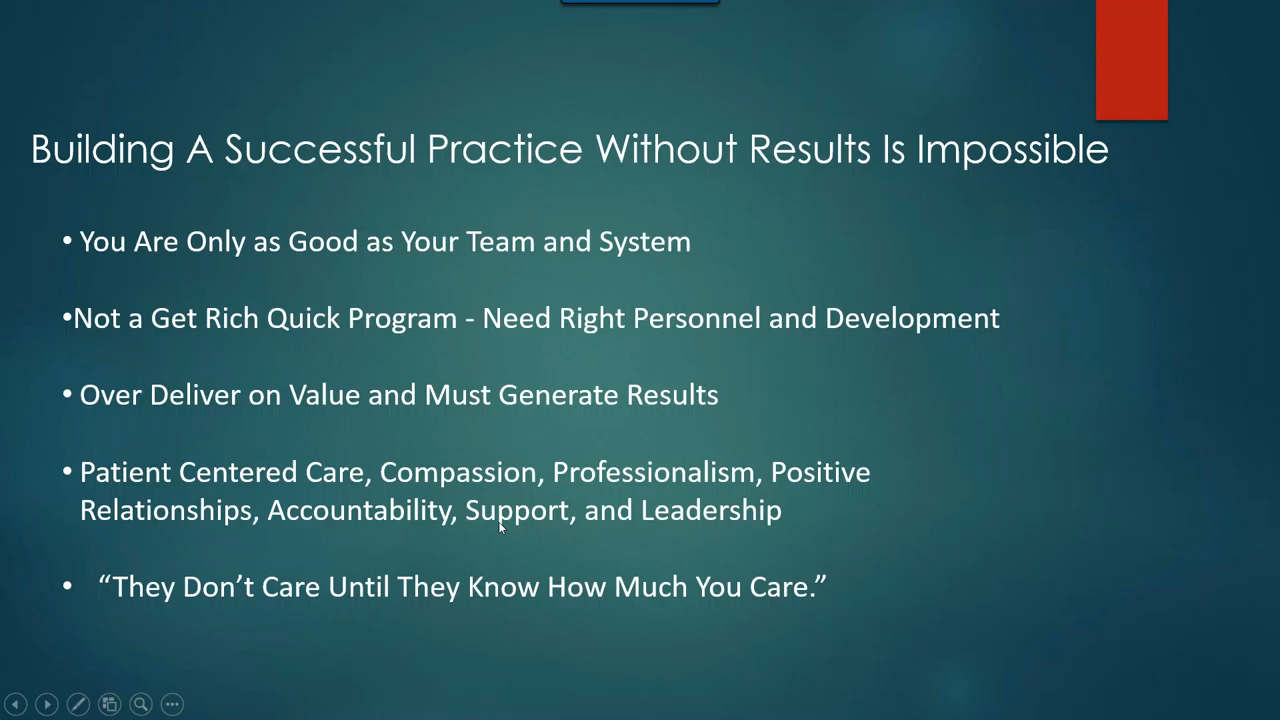 Building A Successful Practice Without Results Is Impossible
• You Are Only as Good as Your Team and System
•Not a Get Rich Quick Program - Need Right Personnel and Development
• Over Deliver on Value and Must Generate Results
• Patient Centered Care, Compassion, Professionalism, Positive
Relationships, Accountability, Support, and Leadership
• “They Don’t Care Until They Know How Much You Care.”